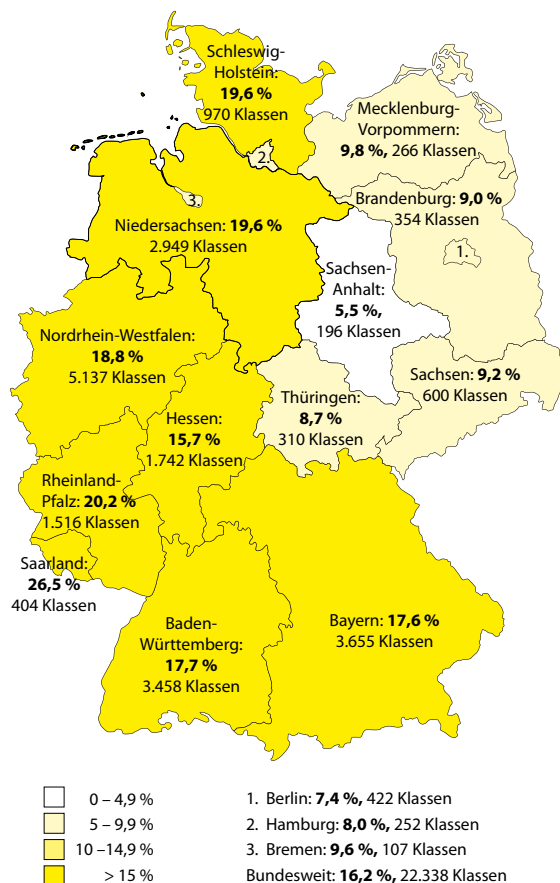 Schleswig-
Holstein:
19,6 %
970 Klassen
Mecklenburg-
Vorpommern:
9,8 %, 266 Klassen
2.
3.
Brandenburg: 9,0 %
354 Klassen
1.
Niedersachsen: 19,6 %
2.949 Klassen
Sachsen-
Anhalt:
5,5 %,
196 Klassen
Nordrhein-Westfalen:
18,8 %
5.137 Klassen
Sachsen: 9,2 %
600 Klassen
Thüringen:
8,7 %
310 Klassen
Hessen:
15,7 %
1.742 Klassen
Rheinland-
Pfalz: 20,2 %
1.516 Klassen
Saarland:
26,5 %
404 Klassen
Baden-
Württemberg:
17,7 %
3.458 Klassen
Bayern: 17,6 %
3.655 Klassen
0 – 4,9 %
5 – 9,9 %
10 –14,9 %
> 15 %
1. Berlin: 7,4 %, 422 Klassen
2. Hamburg: 8,0 %, 252 Klassen
3. Bremen: 9,6 %, 107 Klassen
Bundesweit: 16,2 %, 22.338 Klassen